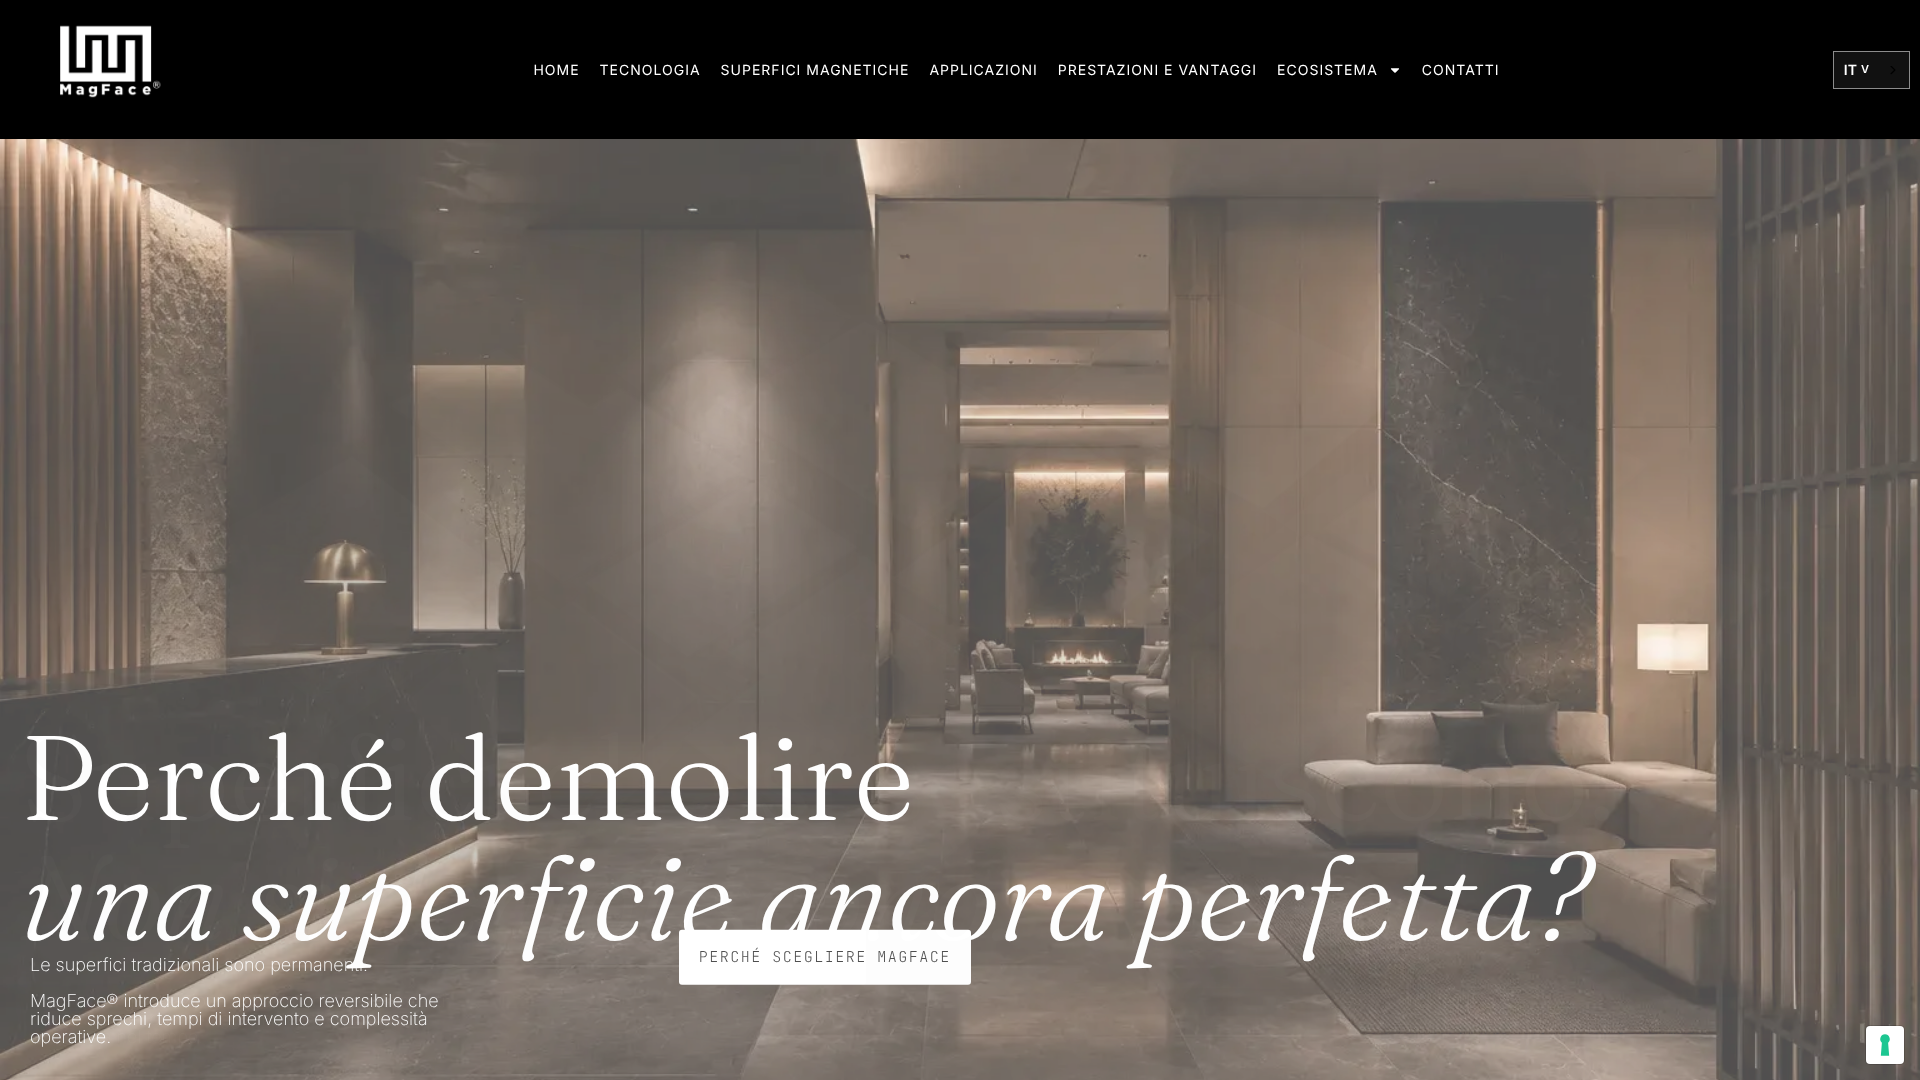 MagFace®
HOME TECNOLOGIA SUPERFICI MAGNETICHE APPLICAZIONI PRESTAZIONI E VANTAGGI ECOSISTEMA CONTATTI
IT V
Perché demolire
una superficie ancora perfetta?
Le superfici tradizionali sono permanenti.
PERCHÉ SCEGLIERE MAGFACE
MagFace® introduce un approccio reversibile che
riduce sprechi, tempi di intervento e complessità
operative.